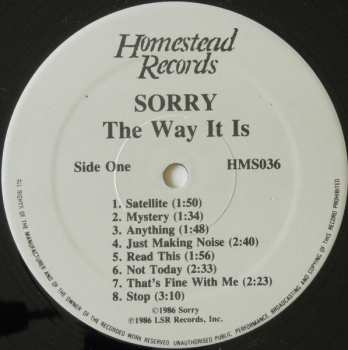 Homestead
Records
SORRY
The Way It Is
Side One HMS036
1. Satellite (1:50)
2. Mystery (1:34)
3. Anything (1:48)
4. Just Making Noise (2:40)
5. Read This (1:56)
6. Not Today (2:33)
7. That's Fine With Me (2:23)
8. Stop (3:10)
©1986 Sorry
℗1986 LSR Records, Inc.
ALL RIGHTS OF THE MANUFACTURER AND OF THE OWNER OF THE RECORDED WORK RESERVED UNAUTHORISED PUBLIC PERFORMANCE, BROADCASTING AND COPYING OF THIS RECORD PROHIBITED